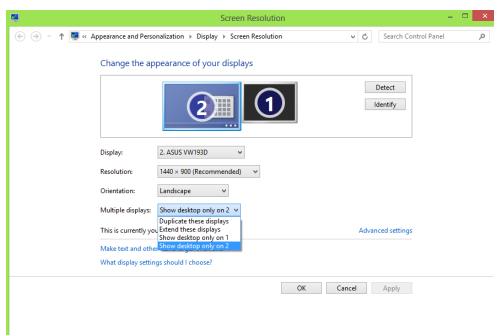 Screen Resolution
« Appearance and Personalization ▸ Display ▸ Screen Resolution
Search Control Panel
Change the appearance of your displays
2
1
Detect
Identify
Display: 2. ASUS VW193D
Resolution: 1440 × 900 (Recommended)
Orientation: Landscape
Multiple displays: Show desktop only on 2
Duplicate these displays
This is currently you Extend these displays Advanced settings
Show desktop only on 1
Make text and othe Show desktop only on 2
What display settings should I choose?
OK Cancel Apply